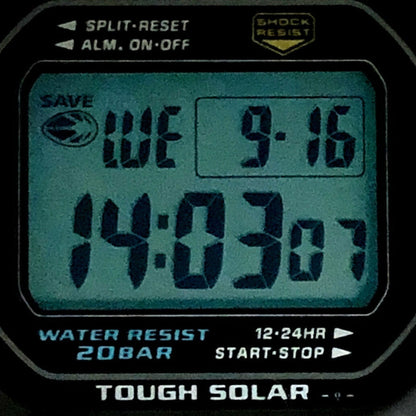 ◄ SPLIT·RESET
◄ ALM. ON·OFF
SHOCK
RESIST
SAVE
WE 9-16
14:03 07
WATER RESIST
20BAR
12·24HR ►
START·STOP ►
TOUGH SOLAR